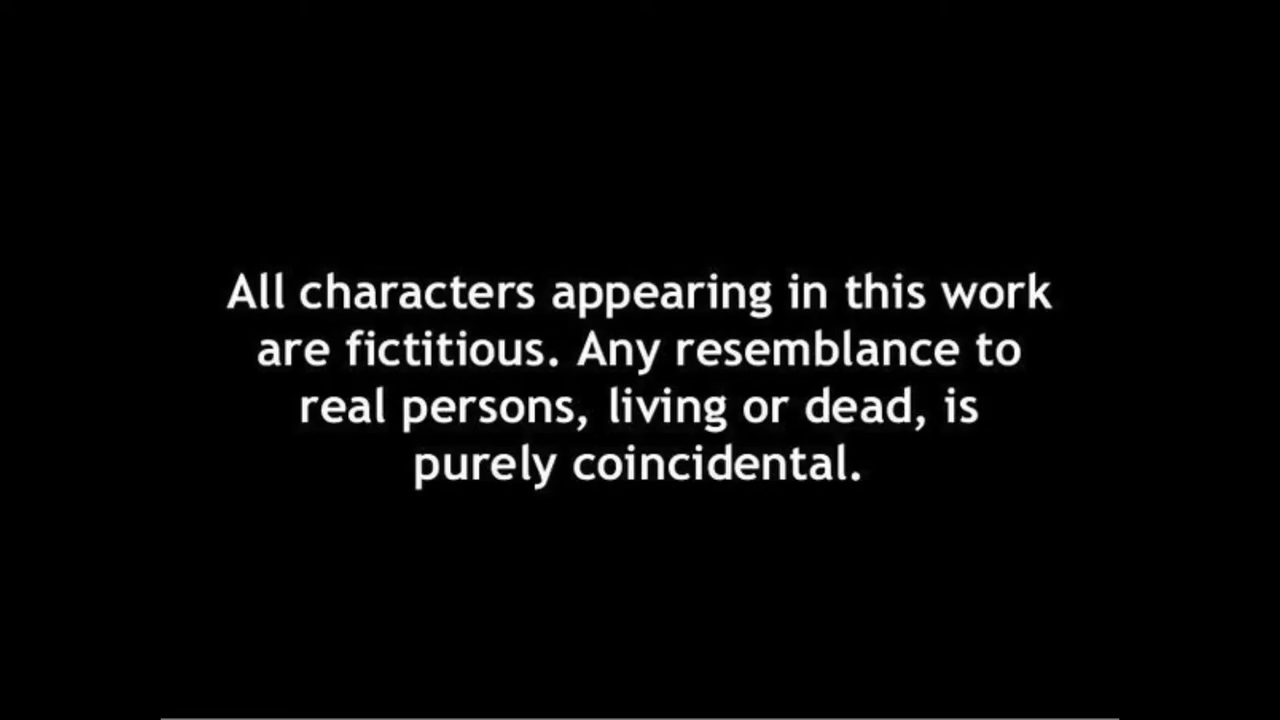 All characters appearing in this work
are fictitious. Any resemblance to
real persons, living or dead, is
purely coincidental.